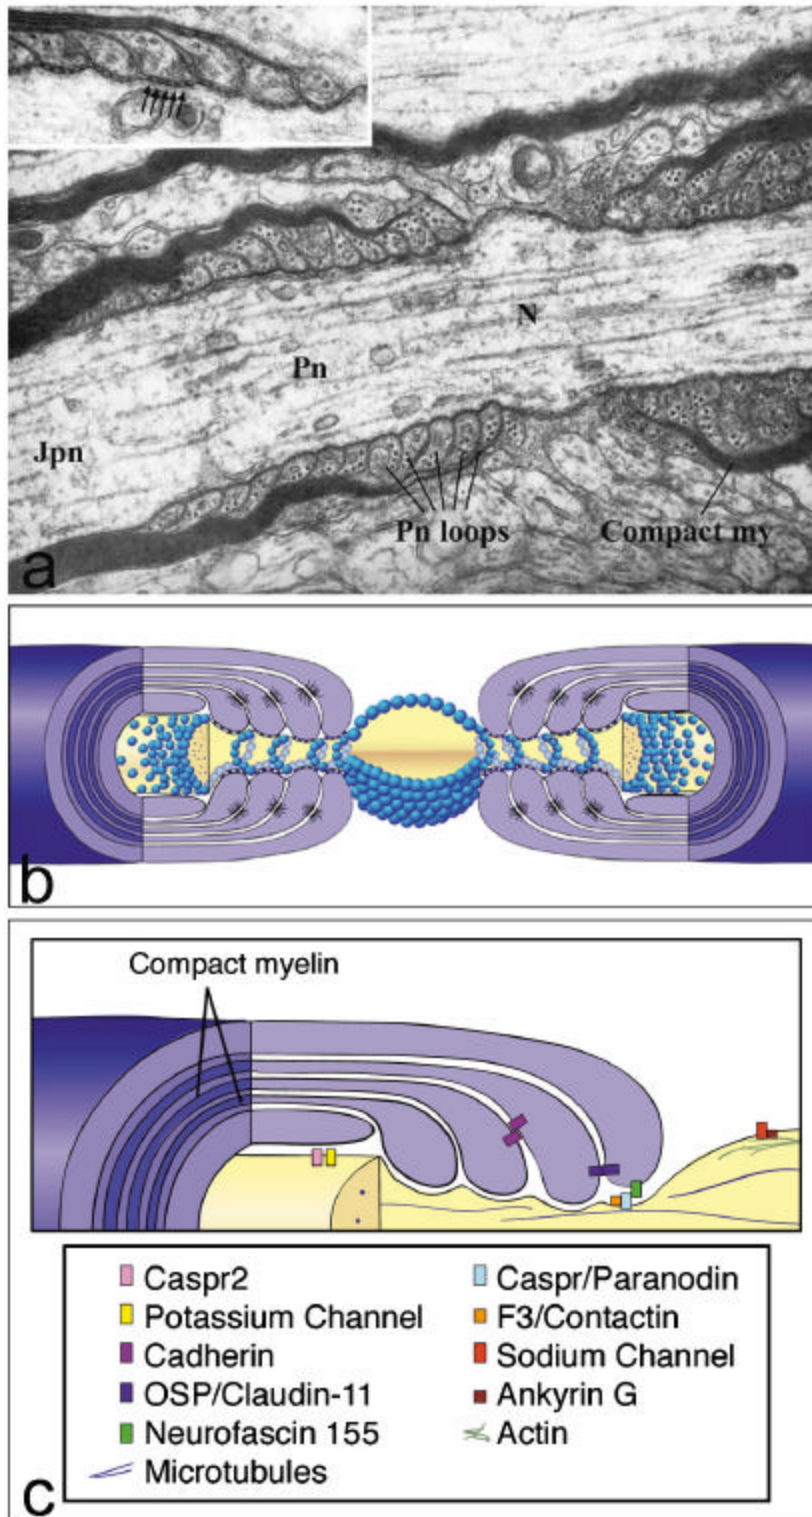 N
Pn
Jpn
Pn loops
Compact my
a
b
Compact myelin
Caspr2
Caspr/Paranodin
Potassium Channel
F3/Contactin
Cadherin
Sodium Channel
OSP/Claudin-11
Ankyrin G
Neurofascin 155
Actin
Microtubules
c